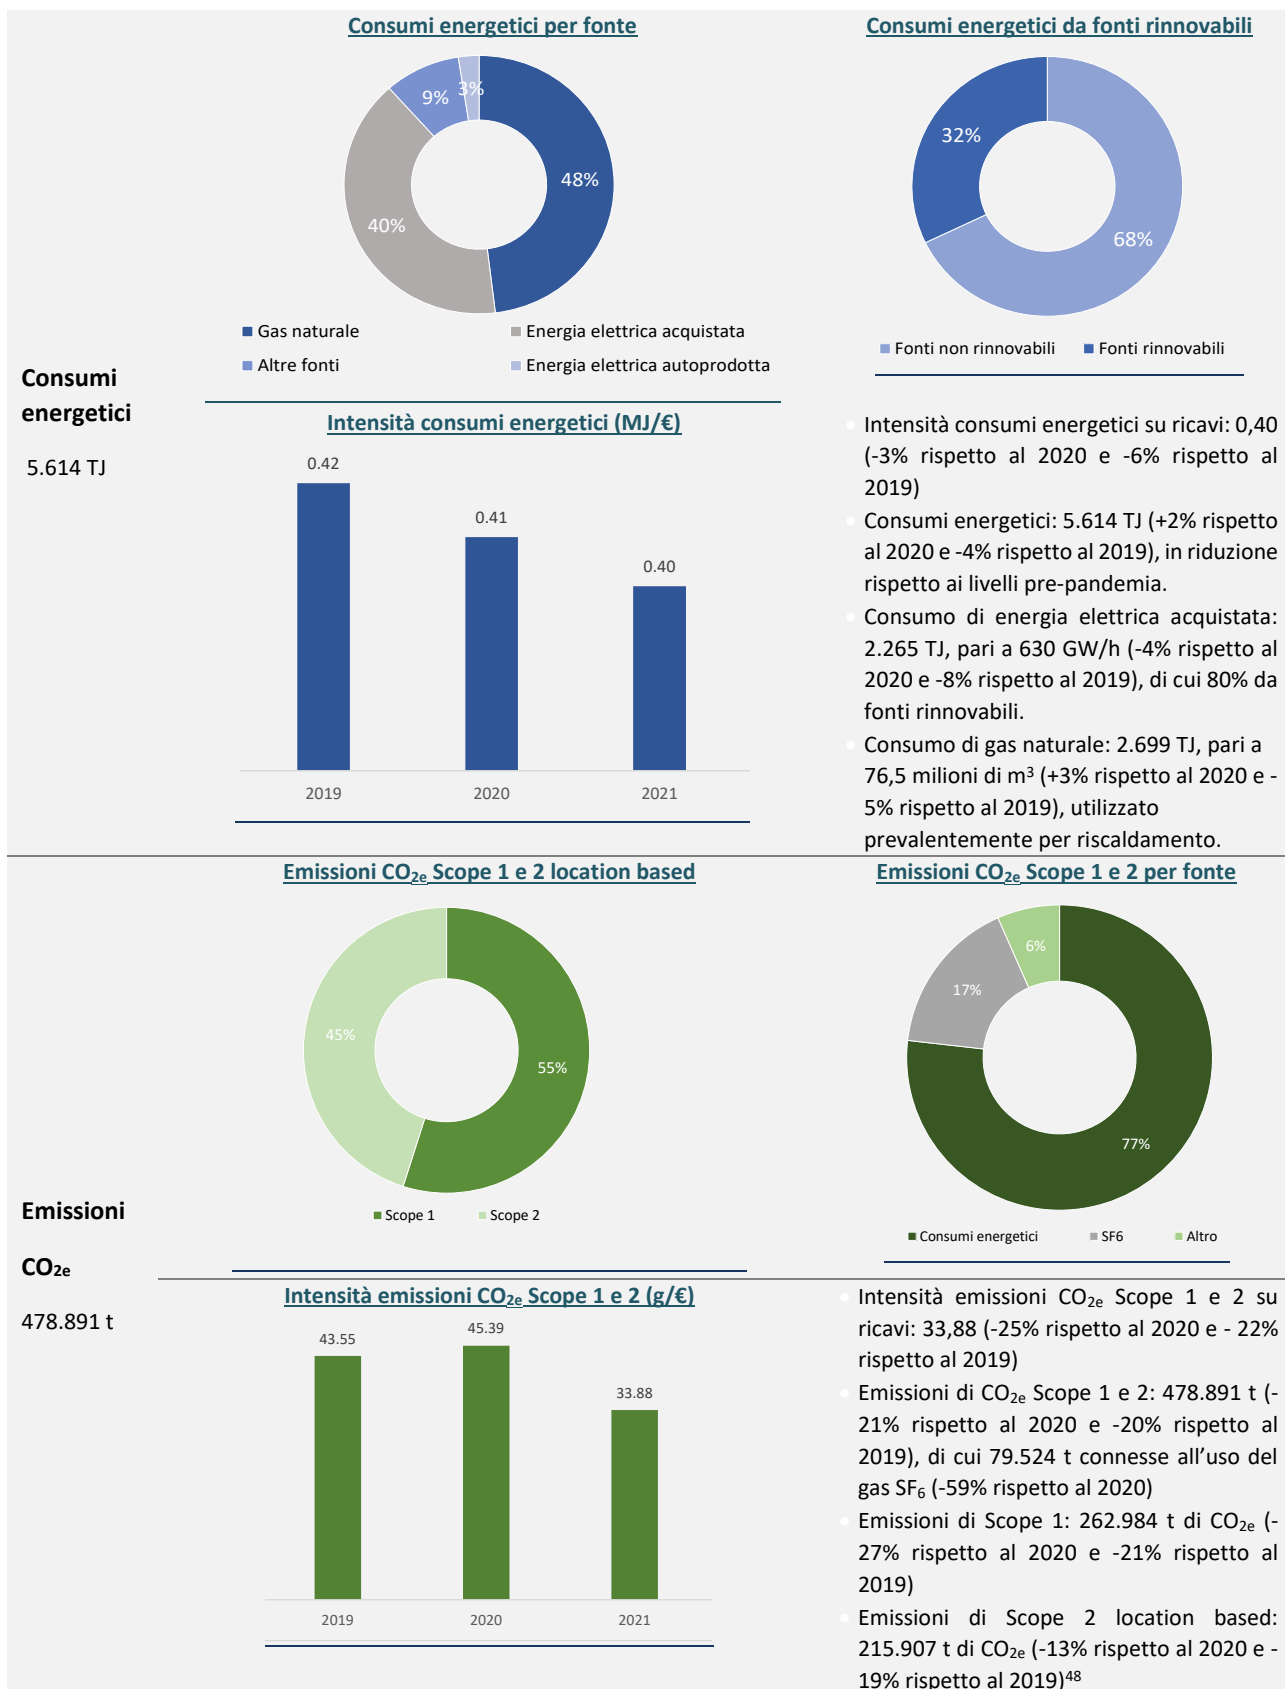 Consumi energetici per fonte
3%
9%
48%
40%
Gas naturale
Energia elettrica acquistata
Altre fonti
Energia elettrica autoprodotta
Consumi energetici da fonti rinnovabili
32%
68%
Fonti non rinnovabili
Fonti rinnovabili
Consumi
energetici
5.614 TJ
Intensità consumi energetici (MJ/€)
0.42
0.41
0.40
2019
2020
2021
Intensità consumi energetici su ricavi: 0,40
(-3% rispetto al 2020 e -6% rispetto al
2019)
Consumi energetici: 5.614 TJ (+2% rispetto
al 2020 e -4% rispetto al 2019), in riduzione
rispetto ai livelli pre-pandemia.
Consumo di energia elettrica acquistata:
2.265 TJ, pari a 630 GW/h (-4% rispetto al
2020 e -8% rispetto al 2019), di cui 80% da
fonti rinnovabili.
Consumo di gas naturale: 2.699 TJ, pari a
76,5 milioni di m³ (+3% rispetto al 2020 e -
5% rispetto al 2019), utilizzato
prevalentemente per riscaldamento.
Emissioni CO₂ₑ Scope 1 e 2 location based
45%
55%
Scope 1
Scope 2
Emissioni CO₂ₑ Scope 1 e 2 per fonte
6%
17%
77%
Consumi energetici
SF6
Altro
Emissioni
CO₂ₑ
478.891 t
Intensità emissioni CO₂ₑ Scope 1 e 2 (g/€)
43.55
45.39
33.88
2019
2020
2021
Intensità emissioni CO₂ₑ Scope 1 e 2 su
ricavi: 33,88 (-25% rispetto al 2020 e - 22%
rispetto al 2019)
Emissioni di CO₂ₑ Scope 1 e 2: 478.891 t (-
21% rispetto al 2020 e -20% rispetto al
2019), di cui 79.524 t connesse all’uso del
gas SF₆ (-59% rispetto al 2020)
Emissioni di Scope 1: 262.984 t di CO₂ₑ (-
27% rispetto al 2020 e -21% rispetto al
2019)
Emissioni di Scope 2 location based:
215.907 t di CO₂ₑ (-13% rispetto al 2020 e -
19% rispetto al 2019)⁴⁸